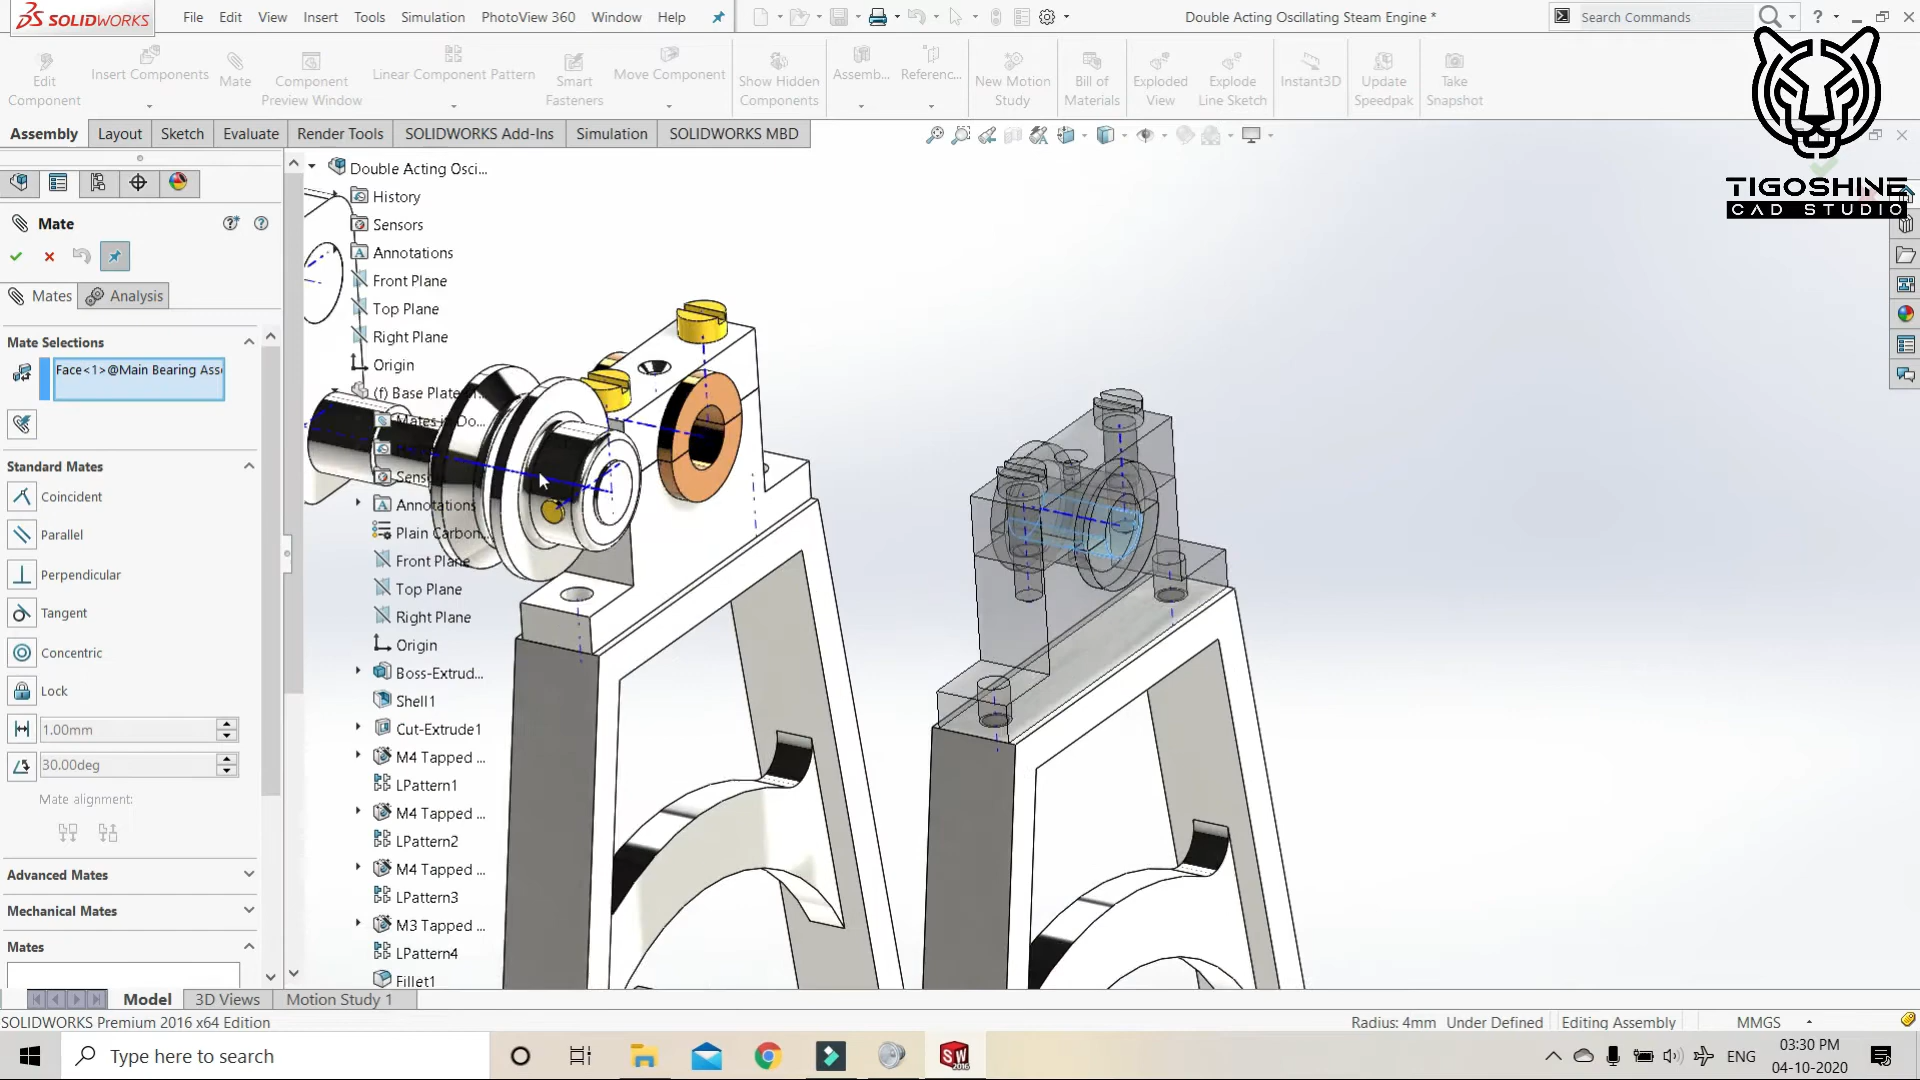 SOLIDWORKS
File Edit View Insert Tools Simulation PhotoView 360 Window Help
Double Acting Oscillating Steam Engine *
Search Commands
Edit Component
Insert Components
Mate
Component Preview Window
Linear Component Pattern
Smart Fasteners
Move Component
Show Hidden Components
Assemb...
Referenc...
New Motion Study
Bill of Materials
Exploded View
Explode Line Sketch
Instant3D
Update Speedpak
Take Snapshot
Assembly Layout Sketch Evaluate Render Tools SOLIDWORKS Add-Ins Simulation SOLIDWORKS MBD
TIGOSHINE
CAD STUDIO
Mate
Mates Analysis
Mate Selections
Face<1>@Main Bearing Ass
Standard Mates
Coincident
Parallel
Perpendicular
Tangent
Concentric
Lock
1.00mm
30.00deg
Mate alignment:
Advanced Mates
Mechanical Mates
Mates
Double Acting Osci...
History
Sensors
Annotations
Front Plane
Top Plane
Right Plane
Origin
(f) Base Plate
Mates in Do...
Sens
Annotations
Plain Carbon...
Front Plane
Top Plane
Right Plane
Origin
Boss-Extrud...
Shell1
Cut-Extrude1
M4 Tapped ...
LPattern1
M4 Tapped ...
LPattern2
M4 Tapped ...
LPattern3
M3 Tapped ...
LPattern4
Fillet1
Model 3D Views Motion Study 1
SOLIDWORKS Premium 2016 x64 Edition
Radius: 4mm Under Defined Editing Assembly MMGS
Type here to search
ENG
03:30 PM
04-10-2020